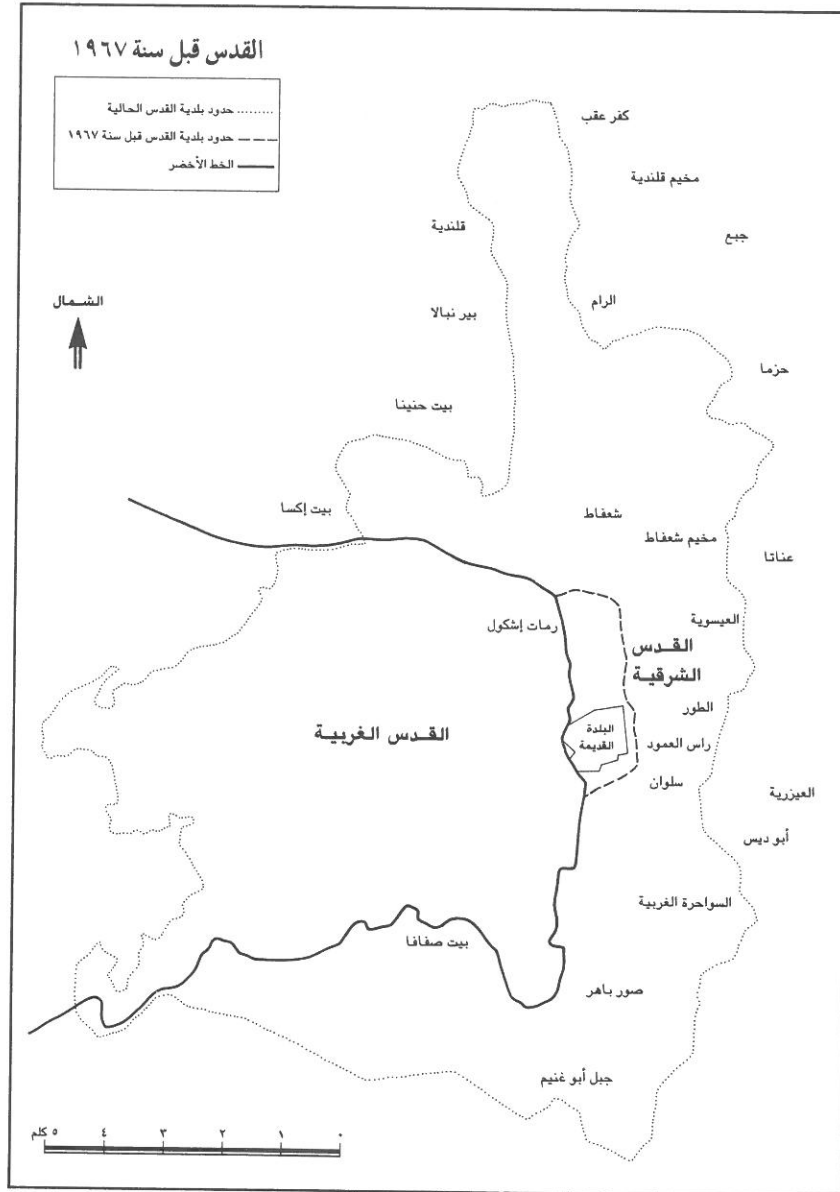 القدس قبل سنة ١٩٦٧
حدود بلدية القدس الحالية
حدود بلدية القدس قبل سنة ١٩٦٧
الخط الأخضر
كفر عقب
مخيم قلندية
قلندية
جبع
الشمال
الرام
بير نبالا
حزما
بيت حنينا
بيت إكسا
شعفاط
مخيم شعفاط
عناتا
العيسوية
رمات إشكول
القدس
الشرقية
الطور
البلدة
القديمة
القدس الغربية
راس العمود
سلوان
العيزرية
أبو ديس
السواحرة الغربية
بيت صفافا
صور باهر
جبل أبو غنيم
٥ كلم ٤ ٣ ٢ ١ ٠